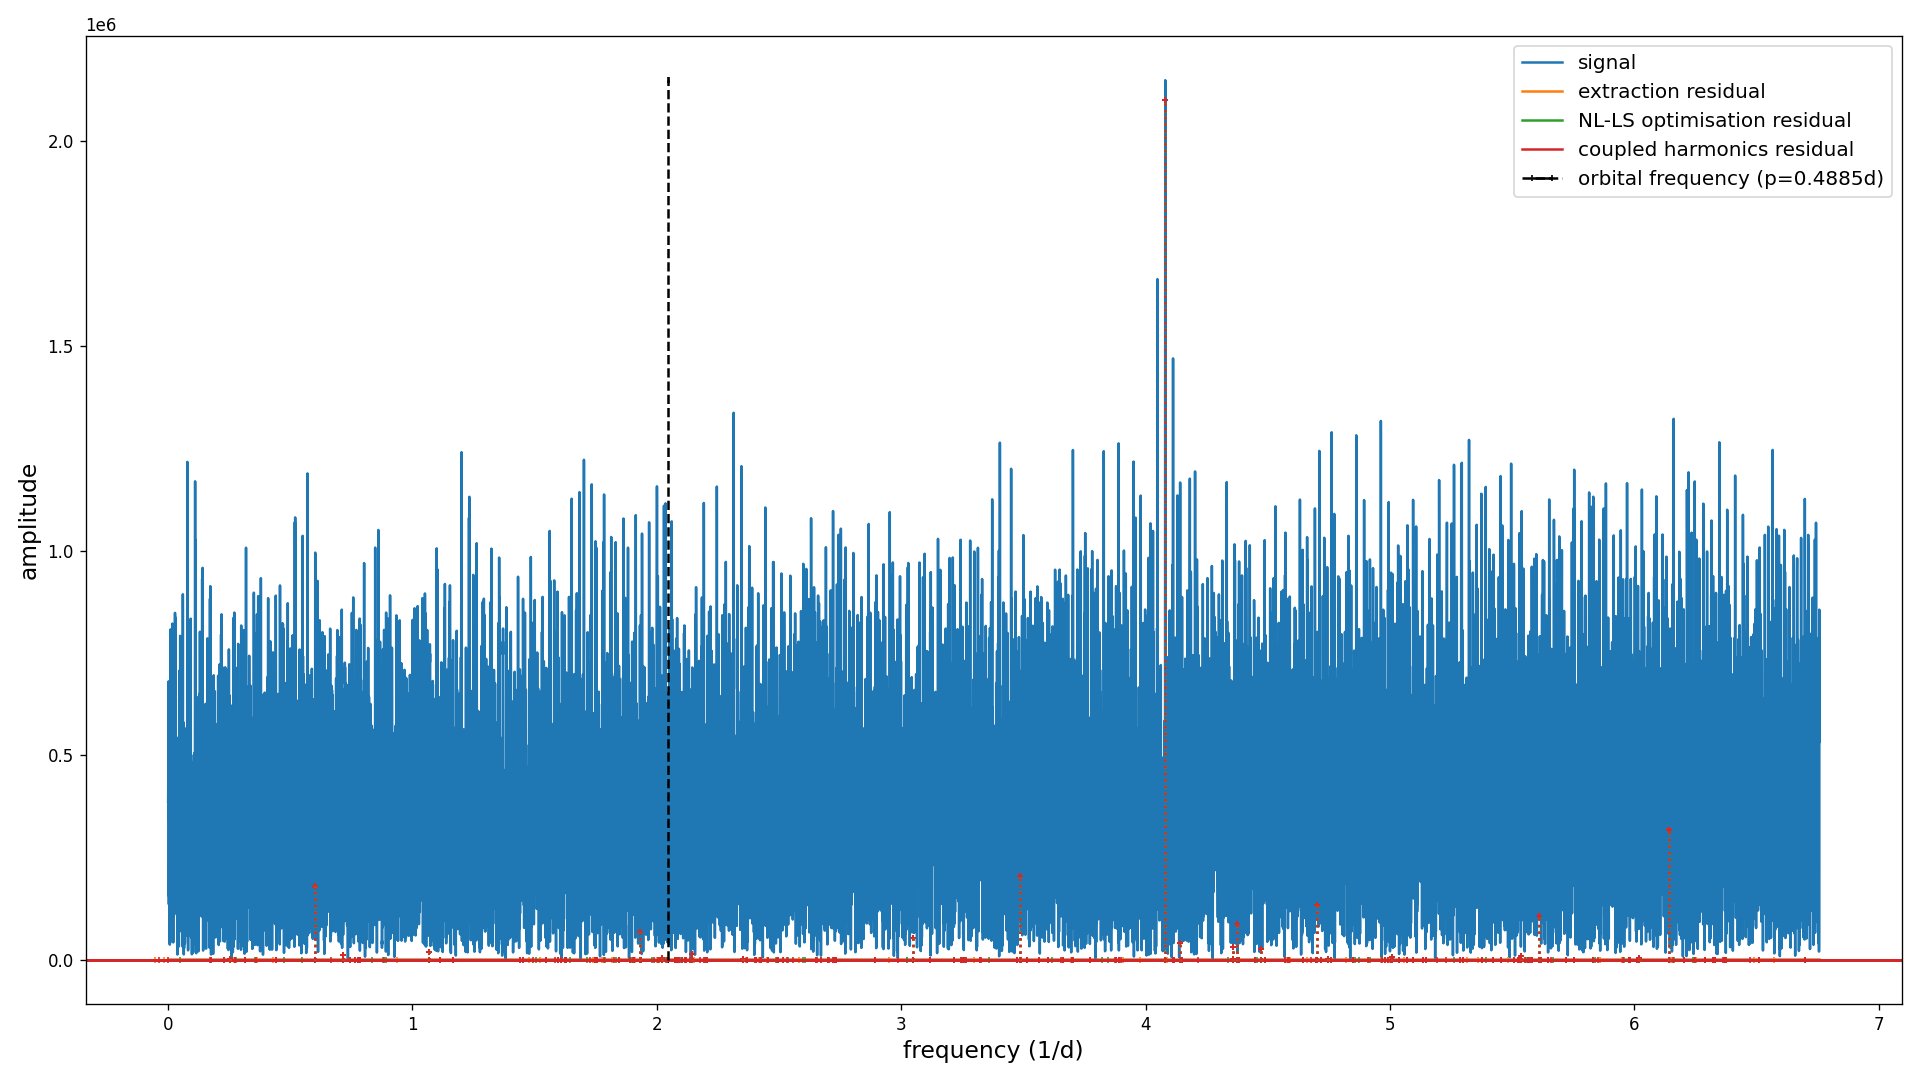 1e6
signal
extraction residual
NL-LS optimisation residual
coupled harmonics residual
orbital frequency (p=0.4885d)
2.0
1.5
1.0
0.5
0.0
amplitude
0 1 2 3 4 5 6 7
frequency (1/d)